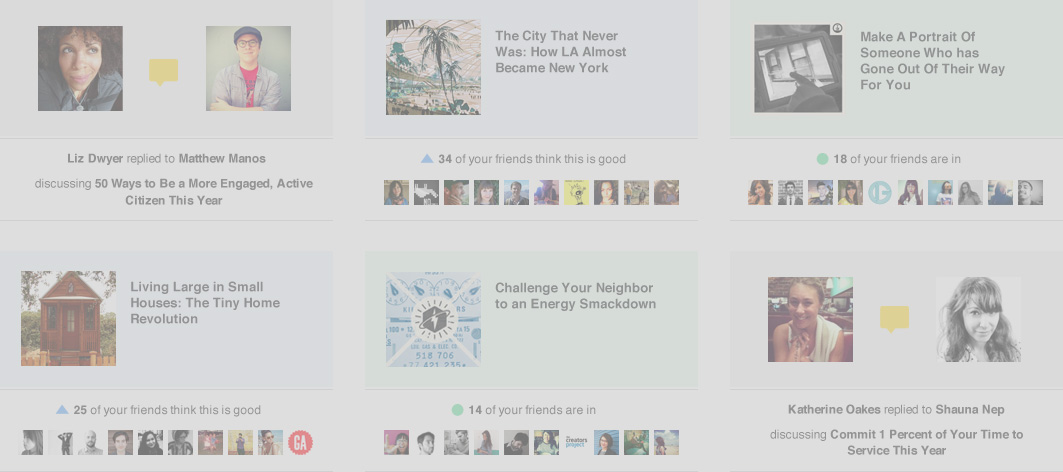 The City That Never
Was: How LA Almost
Became New York
Make A Portrait Of
Someone Who has
Gone Out Of Their Way
For You
Liz Dwyer replied to Matthew Manos
discussing 50 Ways to Be a More Engaged, Active
Citizen This Year
34 of your friends think this is good
18 of your friends are in
Living Large in Small
Houses: The Tiny Home
Revolution
Challenge Your Neighbor
to an Energy Smackdown
518 706
25 of your friends think this is good
GA
14 of your friends are in
the
creators
project
Katherine Oakes replied to Shauna Nep
discussing Commit 1 Percent of Your Time to
Service This Year